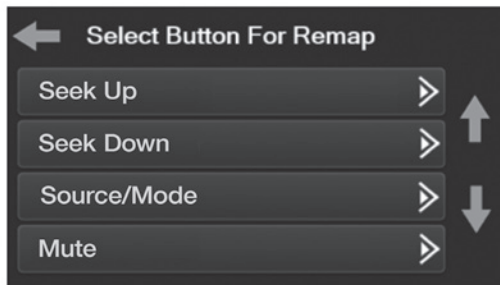 Select Button For Remap
Seek Up
Seek Down
Source/Mode
Mute